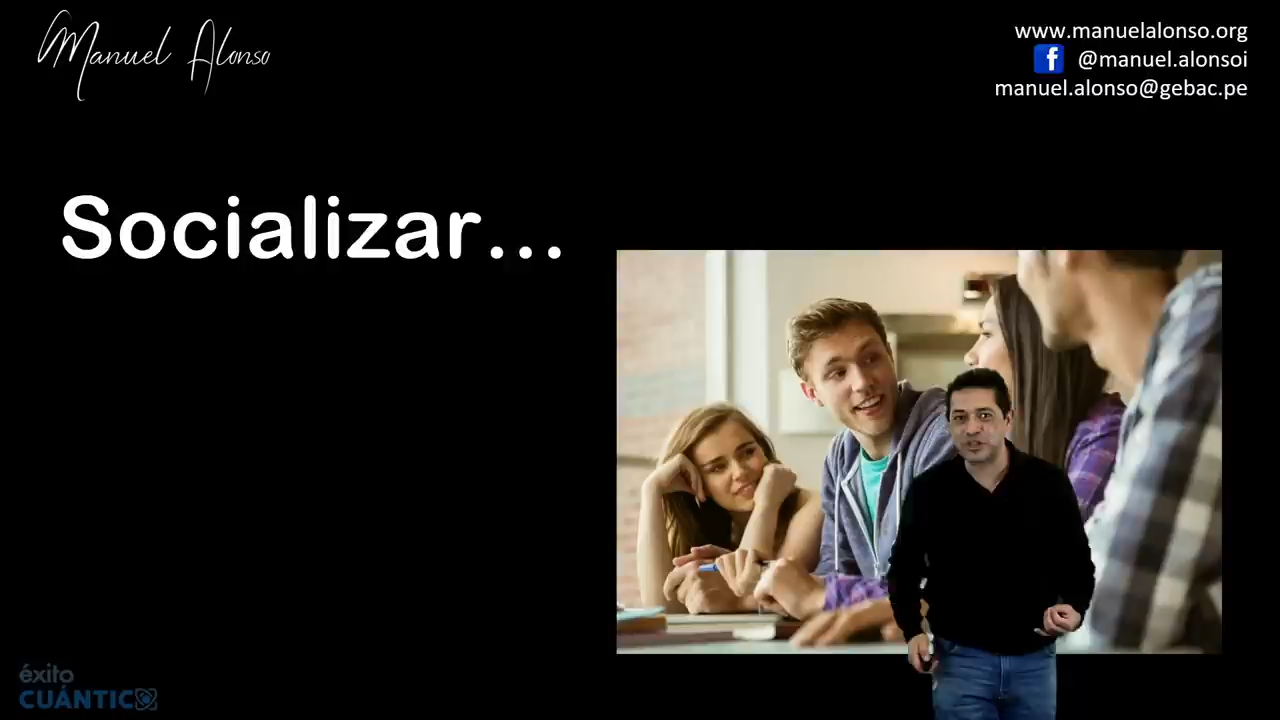 Manuel Alonso
www.manuelalonso.org
@manuel.alonsoi
manuel.alonso@gebac.pe
Socializar...
éxito
CUÁNTICO